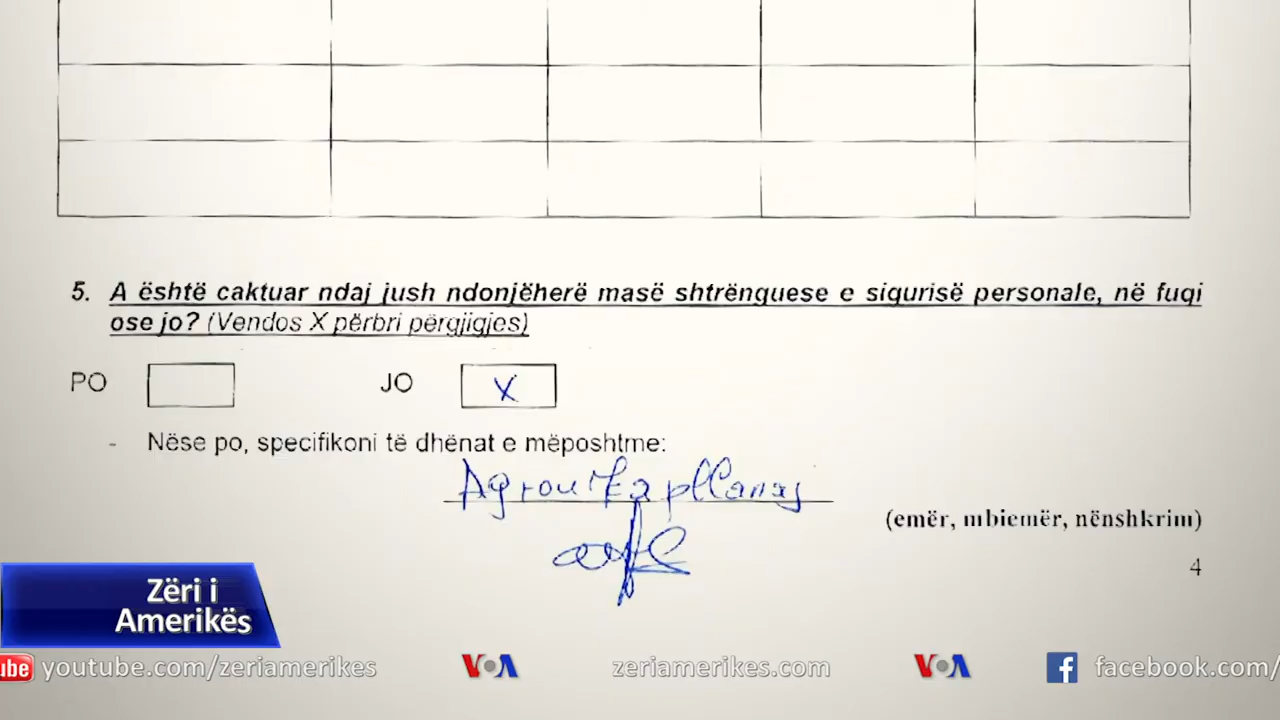 5. A është caktuar ndaj jush ndonjëherë masë shtrënguese e sigurisë personale, në fuqi
ose jo? (Vendos X përbri përgjigjes)
PO JO X
- Nëse po, specifikoni të dhënat e mëposhtme:
Agron Kapllanaj
(emër, mbiemër, nënshkrim)
4
Zëri i
Amerikës
ube youtube.com/zeriamerikes VOA zeriamerikes.com VOA f facebook.com/